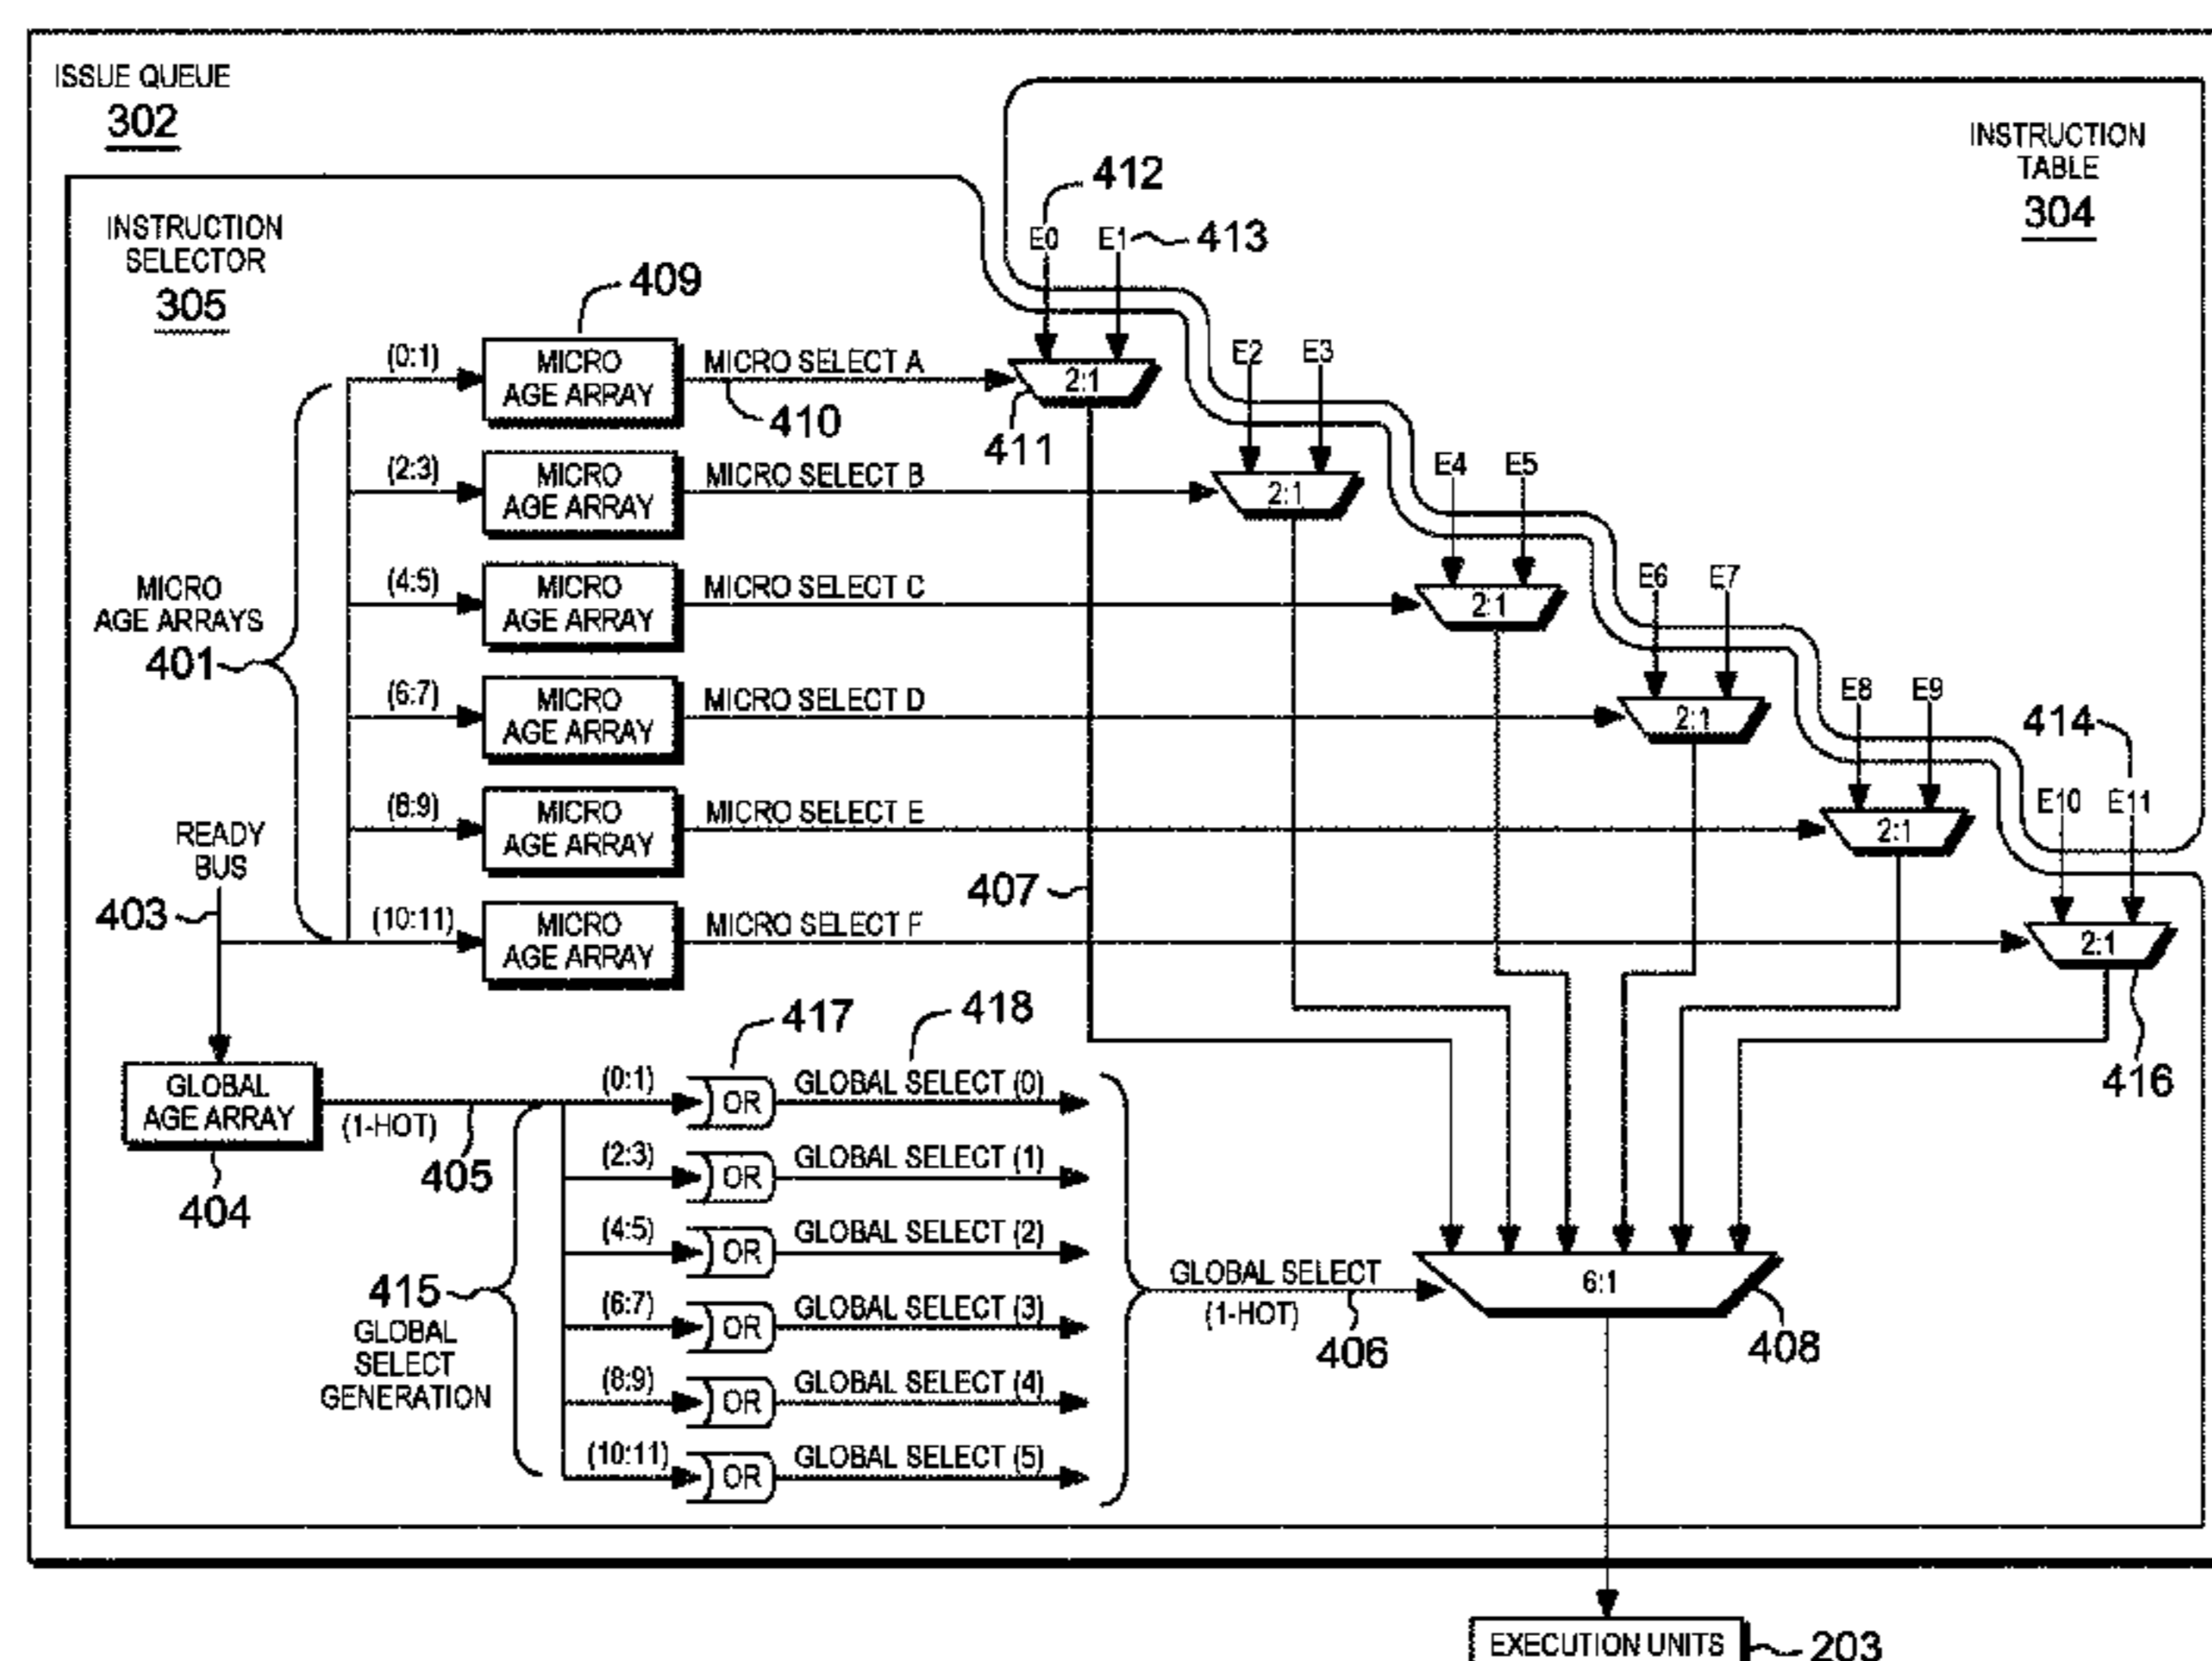 ISSUE QUEUE
302
INSTRUCTION
TABLE
304
412
E0 E1 413
INSTRUCTION
SELECTOR
305
409
(0:1) MICRO
AGE ARRAY
MICRO SELECT A
410
2:1
411
E2 E3
(2:3) MICRO
AGE ARRAY
MICRO SELECT B
2:1
E4 E5
(4:5) MICRO
AGE ARRAY
MICRO SELECT C
2:1
MICRO
AGE ARRAYS
401
E6 E7
(6:7) MICRO
AGE ARRAY
MICRO SELECT D
2:1
E8 E9
(8:9) MICRO
AGE ARRAY
MICRO SELECT E
2:1
414
E10 E11
READY
BUS
403
(10:11) MICRO
AGE ARRAY
MICRO SELECT F
2:1
407
416
GLOBAL
AGE ARRAY
404
(1-HOT)
405
417
418
(0:1) OR GLOBAL SELECT (0)
(2:3) OR GLOBAL SELECT (1)
(4:5) OR GLOBAL SELECT (2)
(6:7) OR GLOBAL SELECT (3)
(8:9) OR GLOBAL SELECT (4)
(10:11) OR GLOBAL SELECT (5)
415
GLOBAL
SELECT
GENERATION
GLOBAL SELECT
(1-HOT)
406
6:1
408
EXECUTION UNITS 203